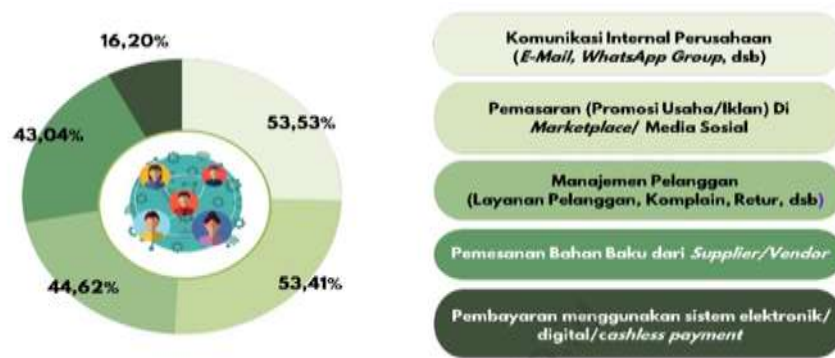 16,20%
43,04%
53,53%
44,62%
53,41%
Komunikasi Internal Perusahaan
(E-Mail, WhatsApp Group, dsb)
Pemasaran (Promosi Usaha/Iklan) Di
Marketplace/ Media Sosial
Manajemen Pelanggan
(Layanan Pelanggan, Komplain, Retur, dsb)
Pemesanan Bahan Baku dari Supplier/Vendor
Pembayaran menggunakan sistem elektronik/
digital/cashless payment